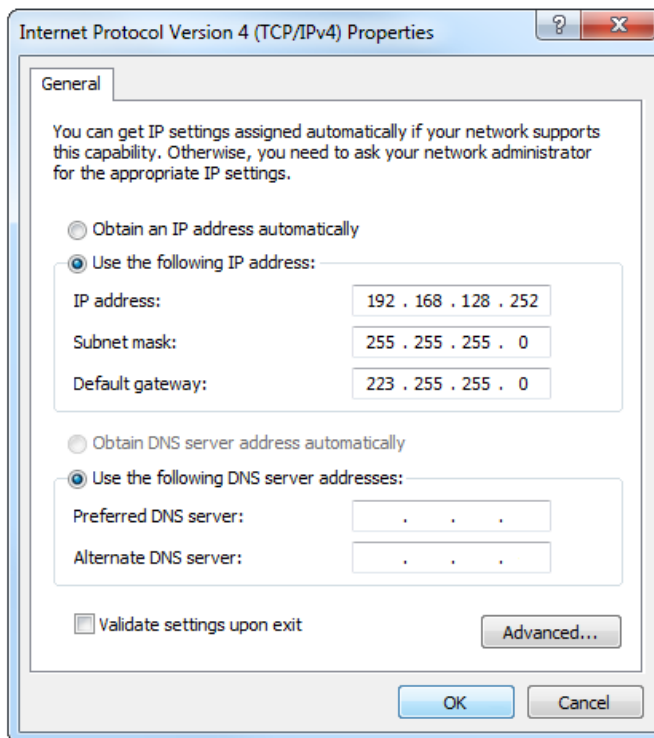 Internet Protocol Version 4 (TCP/IPv4) Properties
?
X
General
You can get IP settings assigned automatically if your network supports
this capability. Otherwise, you need to ask your network administrator
for the appropriate IP settings.
Obtain an IP address automatically
Use the following IP address:
IP address: 192 . 168 . 128 . 252
Subnet mask: 255 . 255 . 255 . 0
Default gateway: 223 . 255 . 255 . 0
Obtain DNS server address automatically
Use the following DNS server addresses:
Preferred DNS server: . . .
Alternate DNS server: . . .
Validate settings upon exit
Advanced...
OK Cancel